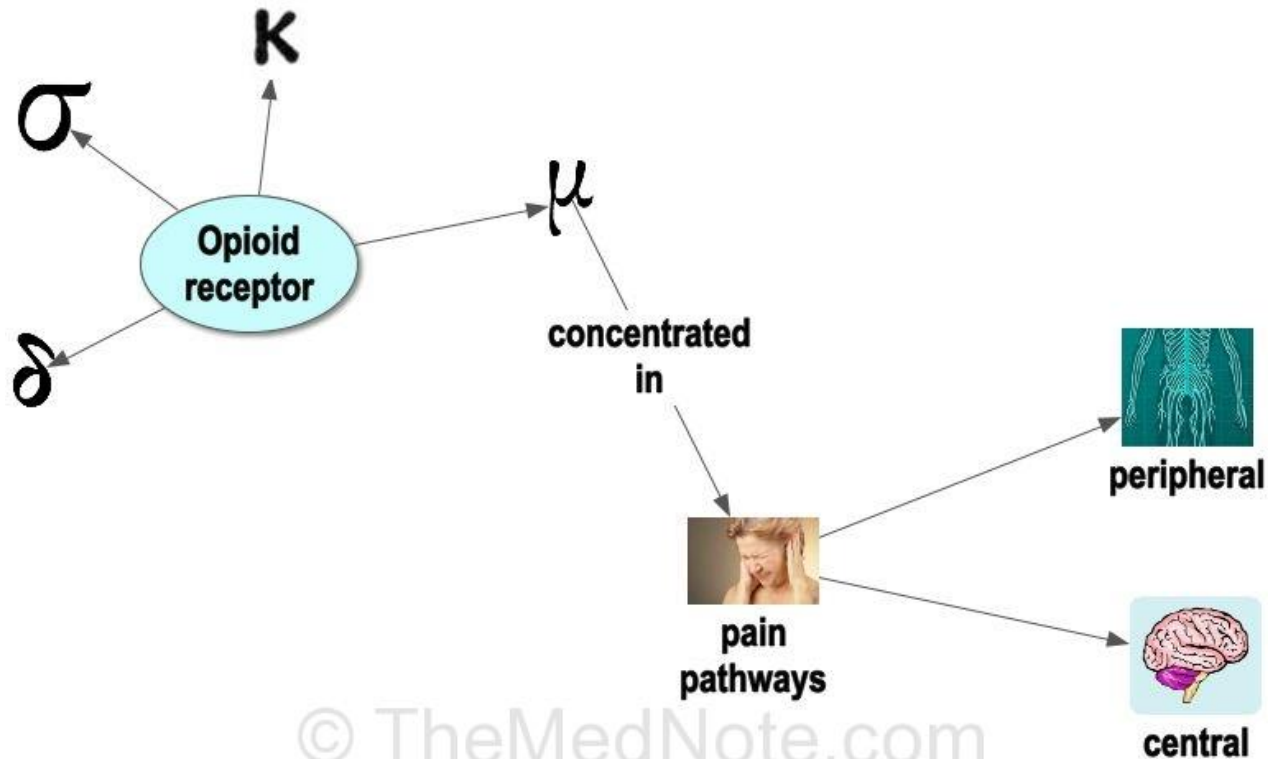 κ
σ
μ
Opioid
receptor
δ
concentrated
in
peripheral
pain
pathways
central
© TheMedNote.com